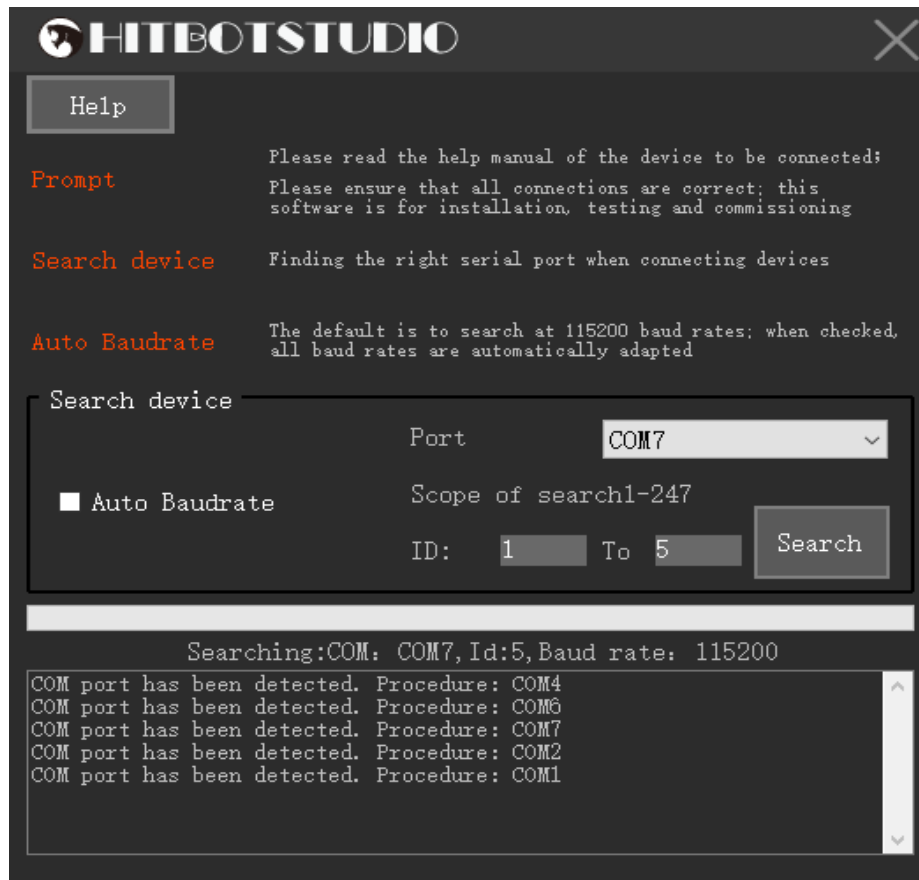 HITBOTSTUDIO
Help
Prompt
Please read the help manual of the device to be connected;
Please ensure that all connections are correct; this
software is for installation, testing and commissioning
Search device
Finding the right serial port when connecting devices
Auto Baudrate
The default is to search at 115200 baud rates; when checked,
all baud rates are automatically adapted
Search device
Port
COM7
Auto Baudrate
Scope of search1-247
ID:
1
To
5
Search
Searching:COM: COM7,Id:5,Baud rate: 115200
COM port has been detected. Procedure: COM4
COM port has been detected. Procedure: COM6
COM port has been detected. Procedure: COM7
COM port has been detected. Procedure: COM2
COM port has been detected. Procedure: COM1